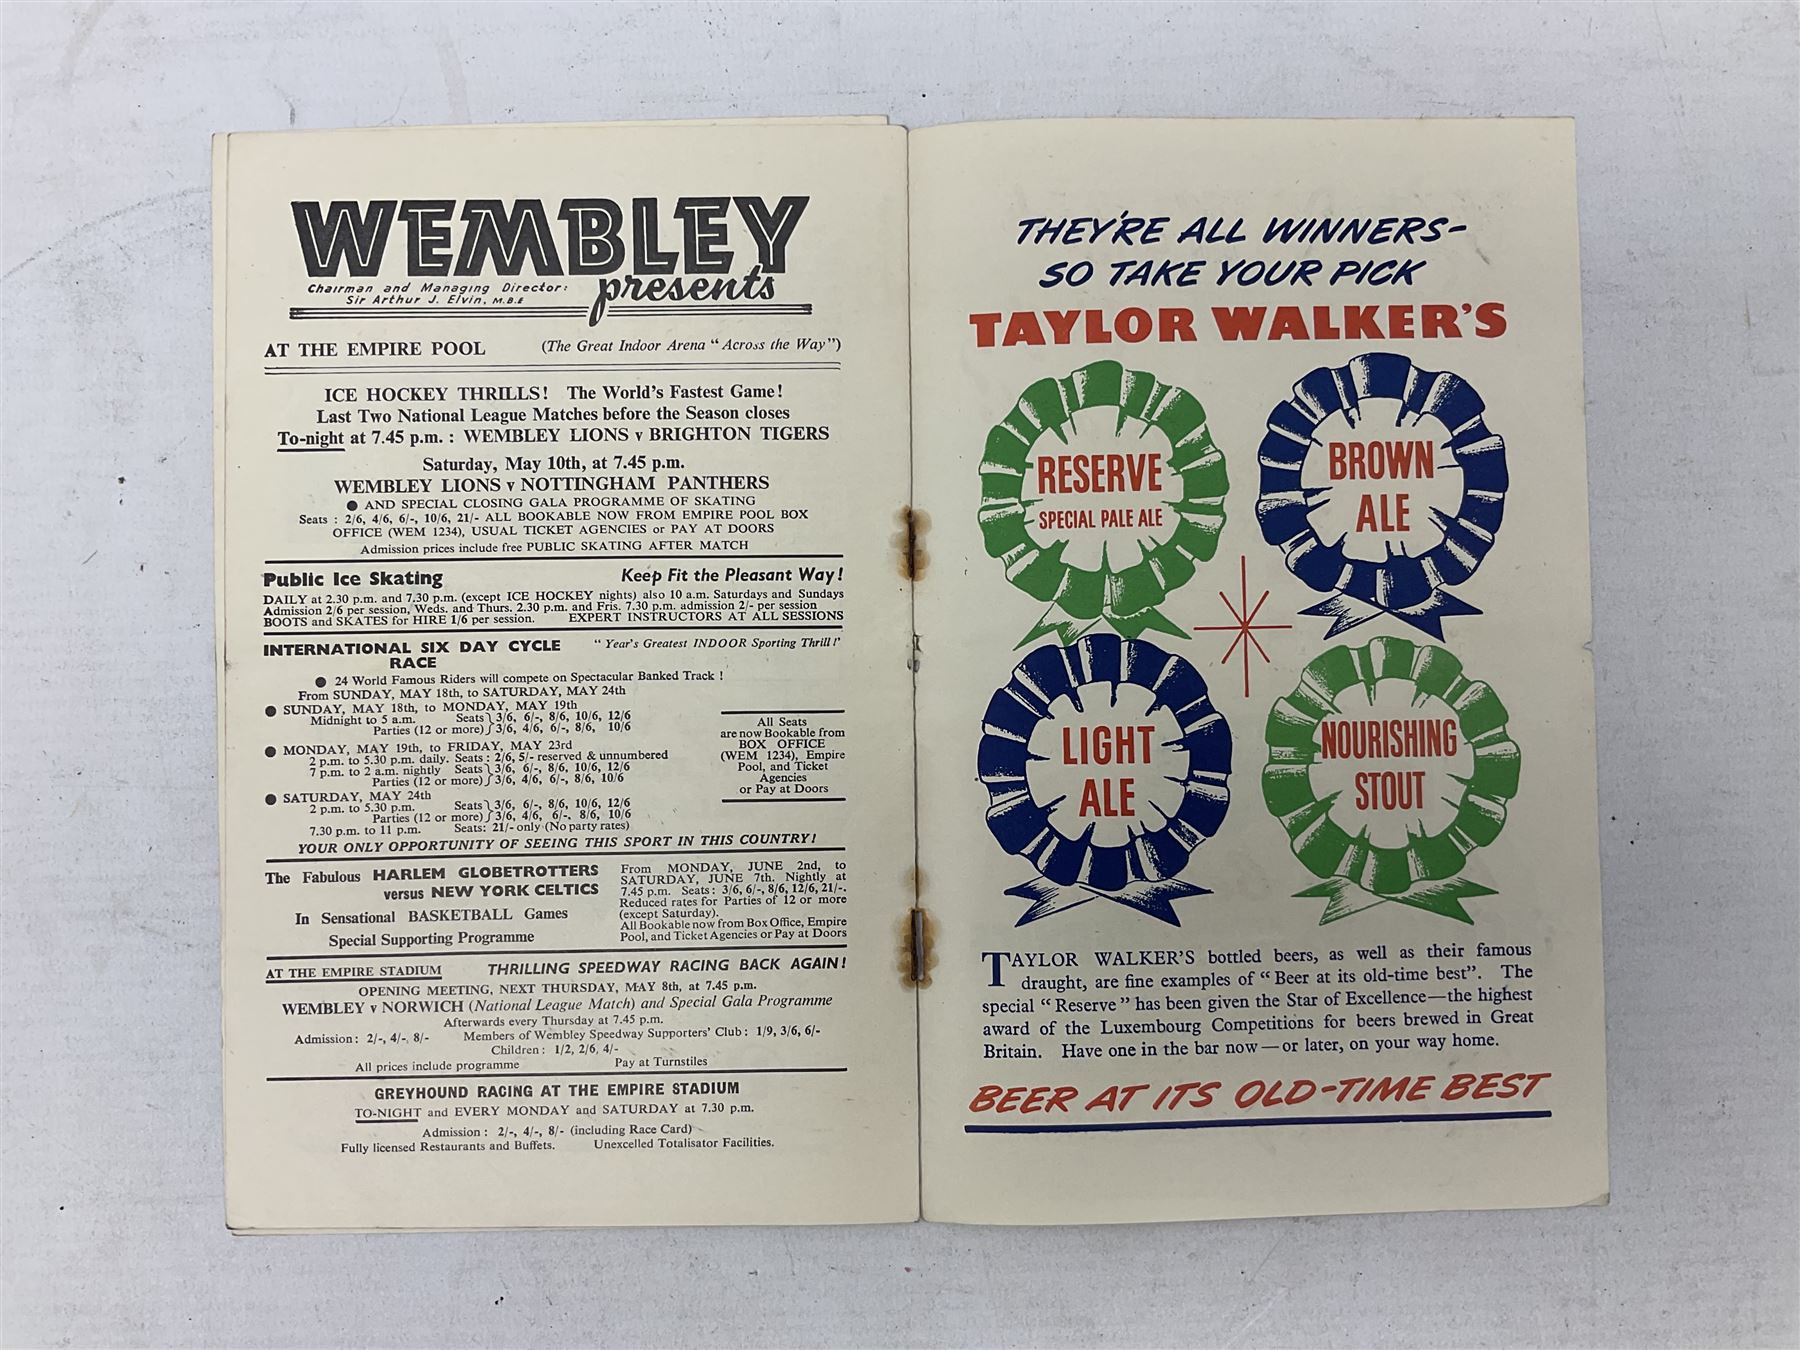 WEMBLEY
presents
Chairman and Managing Director:
Sir Arthur J. Elvin, M.B.E
AT THE EMPIRE POOL (The Great Indoor Arena "Across the Way")
ICE HOCKEY THRILLS! The World's Fastest Game!
Last Two National League Matches before the Season closes
To-night at 7.45 p.m. : WEMBLEY LIONS v BRIGHTON TIGERS
Saturday, May 10th, at 7.45 p.m.
WEMBLEY LIONS v NOTTINGHAM PANTHERS
● AND SPECIAL CLOSING GALA PROGRAMME OF SKATING
Seats : 2/6, 4/6, 6/-, 10/6, 21/- ALL BOOKABLE NOW FROM EMPIRE POOL BOX
OFFICE (WEM 1234), USUAL TICKET AGENCIES or PAY AT DOORS
Admission prices include free PUBLIC SKATING AFTER MATCH
Public Ice Skating Keep Fit the Pleasant Way!
DAILY at 2.30 p.m. and 7.30 p.m. (except ICE HOCKEY nights) also 10 a.m. Saturdays and Sundays
Admission 2/6 per session, Weds. and Thurs. 2.30 p.m. and Fris. 7.30 p.m. admission 2/- per session
BOOTS and SKATES for HIRE 1/6 per session. EXPERT INSTRUCTORS AT ALL SESSIONS
INTERNATIONAL SIX DAY CYCLE "Year's Greatest INDOOR Sporting Thrill!"
RACE
● 24 World Famous Riders will compete on Spectacular Banked Track !
From SUNDAY, MAY 18th, to SATURDAY, MAY 24th
● SUNDAY, MAY 18th, to MONDAY, MAY 19th
Midnight to 5 a.m. Seats } 3/6, 6/-, 8/6, 10/6, 12/6
Parties (12 or more) } 3/6, 4/6, 6/-, 8/6, 10/6
● MONDAY, MAY 19th, to FRIDAY, MAY 23rd
2 p.m. to 5.30 p.m. daily. Seats : 2/6, 5/- reserved & unnumbered
7 p.m. to 2 a.m. nightly Seats } 3/6, 6/-, 8/6, 10/6, 12/6
Parties (12 or more) } 3/6, 4/6, 6/-, 8/6, 10/6
● SATURDAY, MAY 24th
2 p.m. to 5.30 p.m. Seats } 3/6, 6/-, 8/6, 10/6, 12/6
Parties (12 or more) } 3/6, 4/6, 6/-, 8/6, 10/6
7.30 p.m. to 11 p.m. Seats: 21/- only (No party rates)
All Seats
are now Bookable from
BOX OFFICE
(WEM 1234), Empire
Pool, and Ticket
Agencies
or Pay at Doors
YOUR ONLY OPPORTUNITY OF SEEING THIS SPORT IN THIS COUNTRY!
The Fabulous HARLEM GLOBETROTTERS
versus NEW YORK CELTICS
In Sensational BASKETBALL Games
Special Supporting Programme
From MONDAY, JUNE 2nd, to
SATURDAY, JUNE 7th. Nightly at
7.45 p.m. Seats: 3/6, 6/-, 8/6, 12/6, 21/-.
Reduced rates for Parties of 12 or more
(except Saturday).
All Bookable now from Box Office, Empire
Pool, and Ticket Agencies or Pay at Doors
AT THE EMPIRE STADIUM THRILLING SPEEDWAY RACING BACK AGAIN!
OPENING MEETING, NEXT THURSDAY, MAY 8th, at 7.45 p.m.
WEMBLEY v NORWICH (National League Match) and Special Gala Programme
Afterwards every Thursday at 7.45 p.m.
Admission: 2/-, 4/-, 8/- Members of Wembley Speedway Supporters' Club: 1/9, 3/6, 6/-
Children: 1/2, 2/6, 4/-
All prices include programme Pay at Turnstiles
GREYHOUND RACING AT THE EMPIRE STADIUM
TO-NIGHT and EVERY MONDAY and SATURDAY at 7.30 p.m.
Admission : 2/-, 4/-, 8/- (including Race Card)
Fully licensed Restaurants and Buffets. Unexcelled Totalisator Facilities.
THEY'RE ALL WINNERS-
SO TAKE YOUR PICK
TAYLOR WALKER'S
RESERVE
SPECIAL PALE ALE
BROWN
ALE
LIGHT
ALE
NOURISHING
STOUT
TAYLOR WALKER'S bottled beers, as well as their famous
draught, are fine examples of "Beer at its old-time best". The
special "Reserve" has been given the Star of Excellence—the highest
award of the Luxembourg Competitions for beers brewed in Great
Britain. Have one in the bar now—or later, on your way home.
BEER AT ITS OLD-TIME BEST